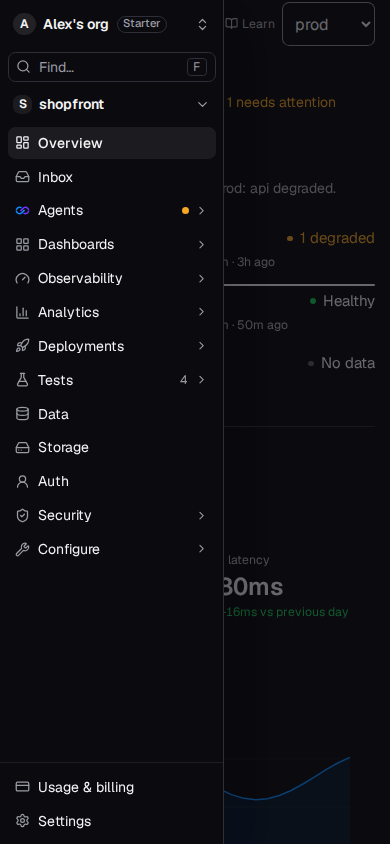 A Alex's org Starter
Learn
prod
Find... F
S shopfront
1 needs attention
Overview
Inbox
rod: api degraded.
Agents
1 degraded
Dashboards
· 3h ago
Observability
Healthy
Analytics
· 50m ago
Deployments
No data
Tests 4
Data
Storage
Auth
Security
Configure
latency
80ms
-16ms vs previous day
Usage & billing
Settings